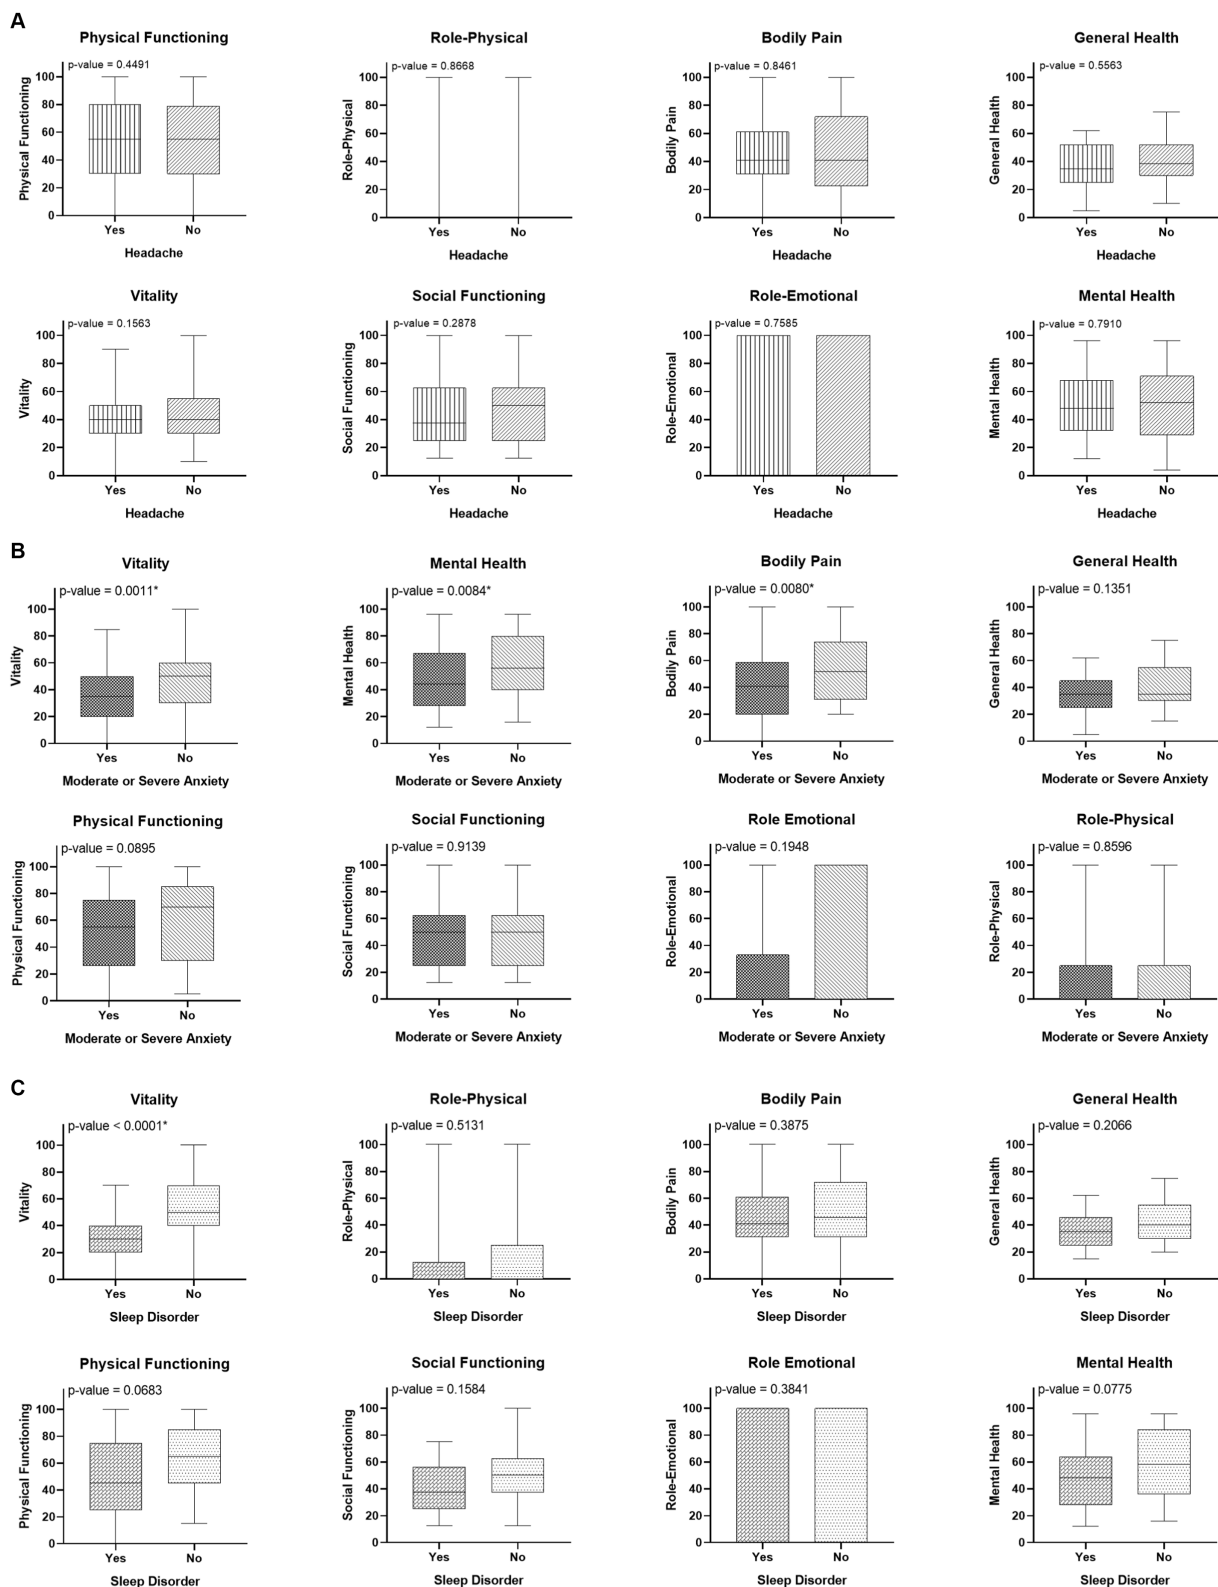 A
Physical Functioning
p-value = 0.4491
Physical Functioning
100
80
60
40
20
0
Yes No
Headache
Role-Physical
p-value = 0.8668
Role-Physical
100
80
60
40
20
0
Yes No
Headache
Bodily Pain
p-value = 0.8461
Bodily Pain
100
80
60
40
20
0
Yes No
Headache
General Health
p-value = 0.5563
General Health
100
80
60
40
20
0
Yes No
Headache
Vitality
p-value = 0.1563
Vitality
100
80
60
40
20
0
Yes No
Headache
Social Functioning
p-value = 0.2878
Social Functioning
100
80
60
40
20
0
Yes No
Headache
Role-Emotional
p-value = 0.7585
Role-Emotional
100
80
60
40
20
0
Yes No
Headache
Mental Health
p-value = 0.7910
Mental Health
100
80
60
40
20
0
Yes No
Headache
B
Vitality
p-value = 0.0011*
Vitality
100
80
60
40
20
0
Yes No
Moderate or Severe Anxiety
Mental Health
p-value = 0.0084*
Mental Health
100
80
60
40
20
0
Yes No
Moderate or Severe Anxiety
Bodily Pain
p-value = 0.0080*
Bodily Pain
100
80
60
40
20
0
Yes No
Moderate or Severe Anxiety
General Health
p-value = 0.1351
General Health
100
80
60
40
20
0
Yes No
Moderate or Severe Anxiety
Physical Functioning
p-value = 0.0895
Physical Functioning
100
80
60
40
20
0
Yes No
Moderate or Severe Anxiety
Social Functioning
p-value = 0.9139
Social Functioning
100
80
60
40
20
0
Yes No
Moderate or Severe Anxiety
Role Emotional
p-value = 0.1948
Role-Emotional
100
80
60
40
20
0
Yes No
Moderate or Severe Anxiety
Role-Physical
p-value = 0.8596
Role-Physical
100
80
60
40
20
0
Yes No
Moderate or Severe Anxiety
C
Vitality
p-value < 0.0001*
Vitality
100
80
60
40
20
0
Yes No
Sleep Disorder
Role-Physical
p-value = 0.5131
Role-Physical
100
80
60
40
20
0
Yes No
Sleep Disorder
Bodily Pain
p-value = 0.3875
Bodily Pain
100
80
60
40
20
0
Yes No
Sleep Disorder
General Health
p-value = 0.2066
General Health
100
80
60
40
20
0
Yes No
Sleep Disorder
Physical Functioning
p-value = 0.0683
Physical Functioning
100
80
60
40
20
0
Yes No
Sleep Disorder
Social Functioning
p-value = 0.1584
Social Functioning
100
80
60
40
20
0
Yes No
Sleep Disorder
Role Emotional
p-value = 0.3841
Role-Emotional
100
80
60
40
20
0
Yes No
Sleep Disorder
Mental Health
p-value = 0.0775
Mental Health
100
80
60
40
20
0
Yes No
Sleep Disorder